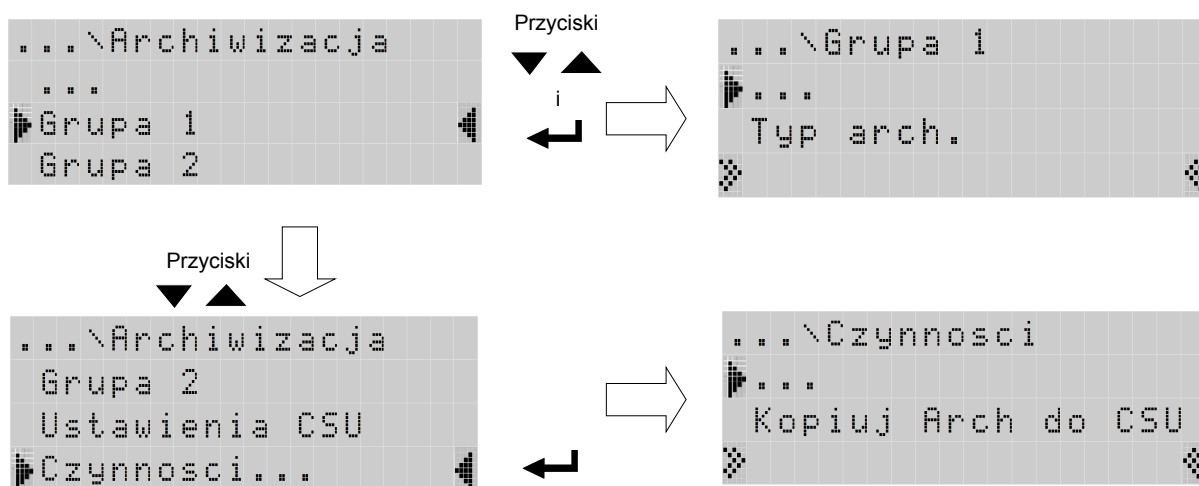 ...\Archiwizacja
...
Grupa 1
Grupa 2
Przyciski
i
...\Grupa 1
...
Typ arch.
Przyciski
...\Archiwizacja
Grupa 2
Ustawienia CSU
Czynnosci...
...\Czynnosci
...
Kopiuj Arch do CSU